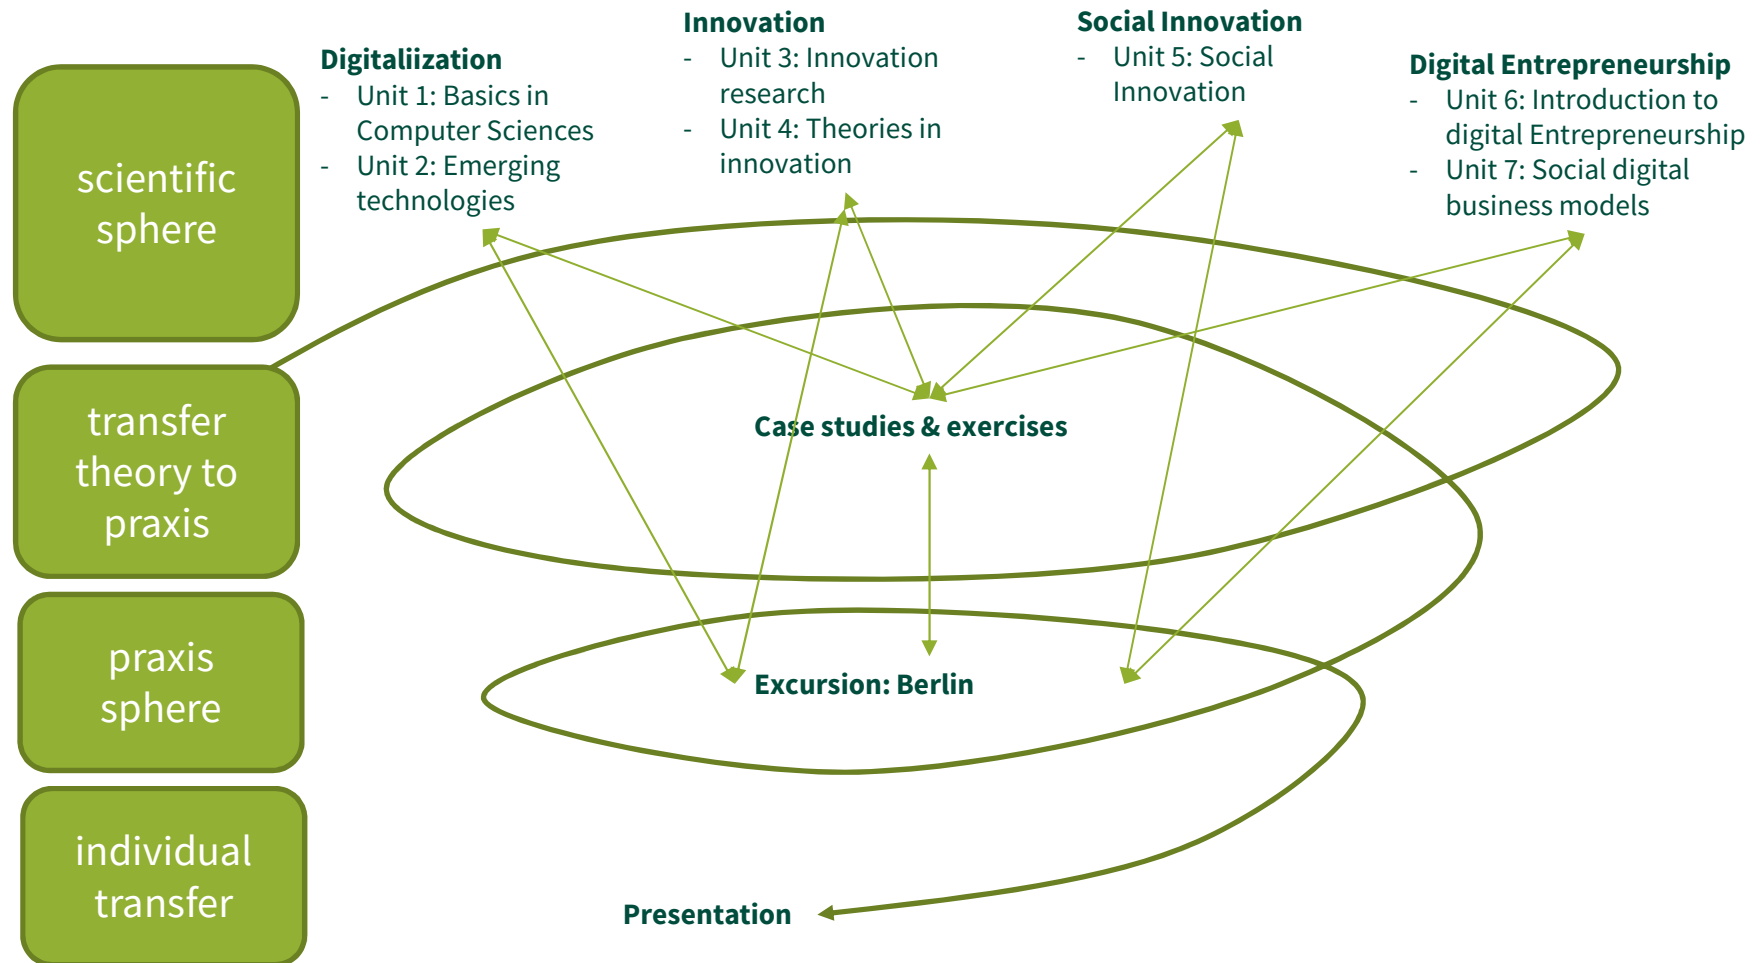 scientific
sphere
transfer
theory to
praxis
praxis
sphere
individual
transfer
Digitaliization
- Unit 1: Basics in
Computer Sciences
- Unit 2: Emerging
technologies
Innovation
- Unit 3: Innovation
research
- Unit 4: Theories in
innovation
Social Innovation
- Unit 5: Social
Innovation
Digital Entrepreneurship
- Unit 6: Introduction to
digital Entrepreneurship
- Unit 7: Social digital
business models
Case studies & exercises
Excursion: Berlin
Presentation